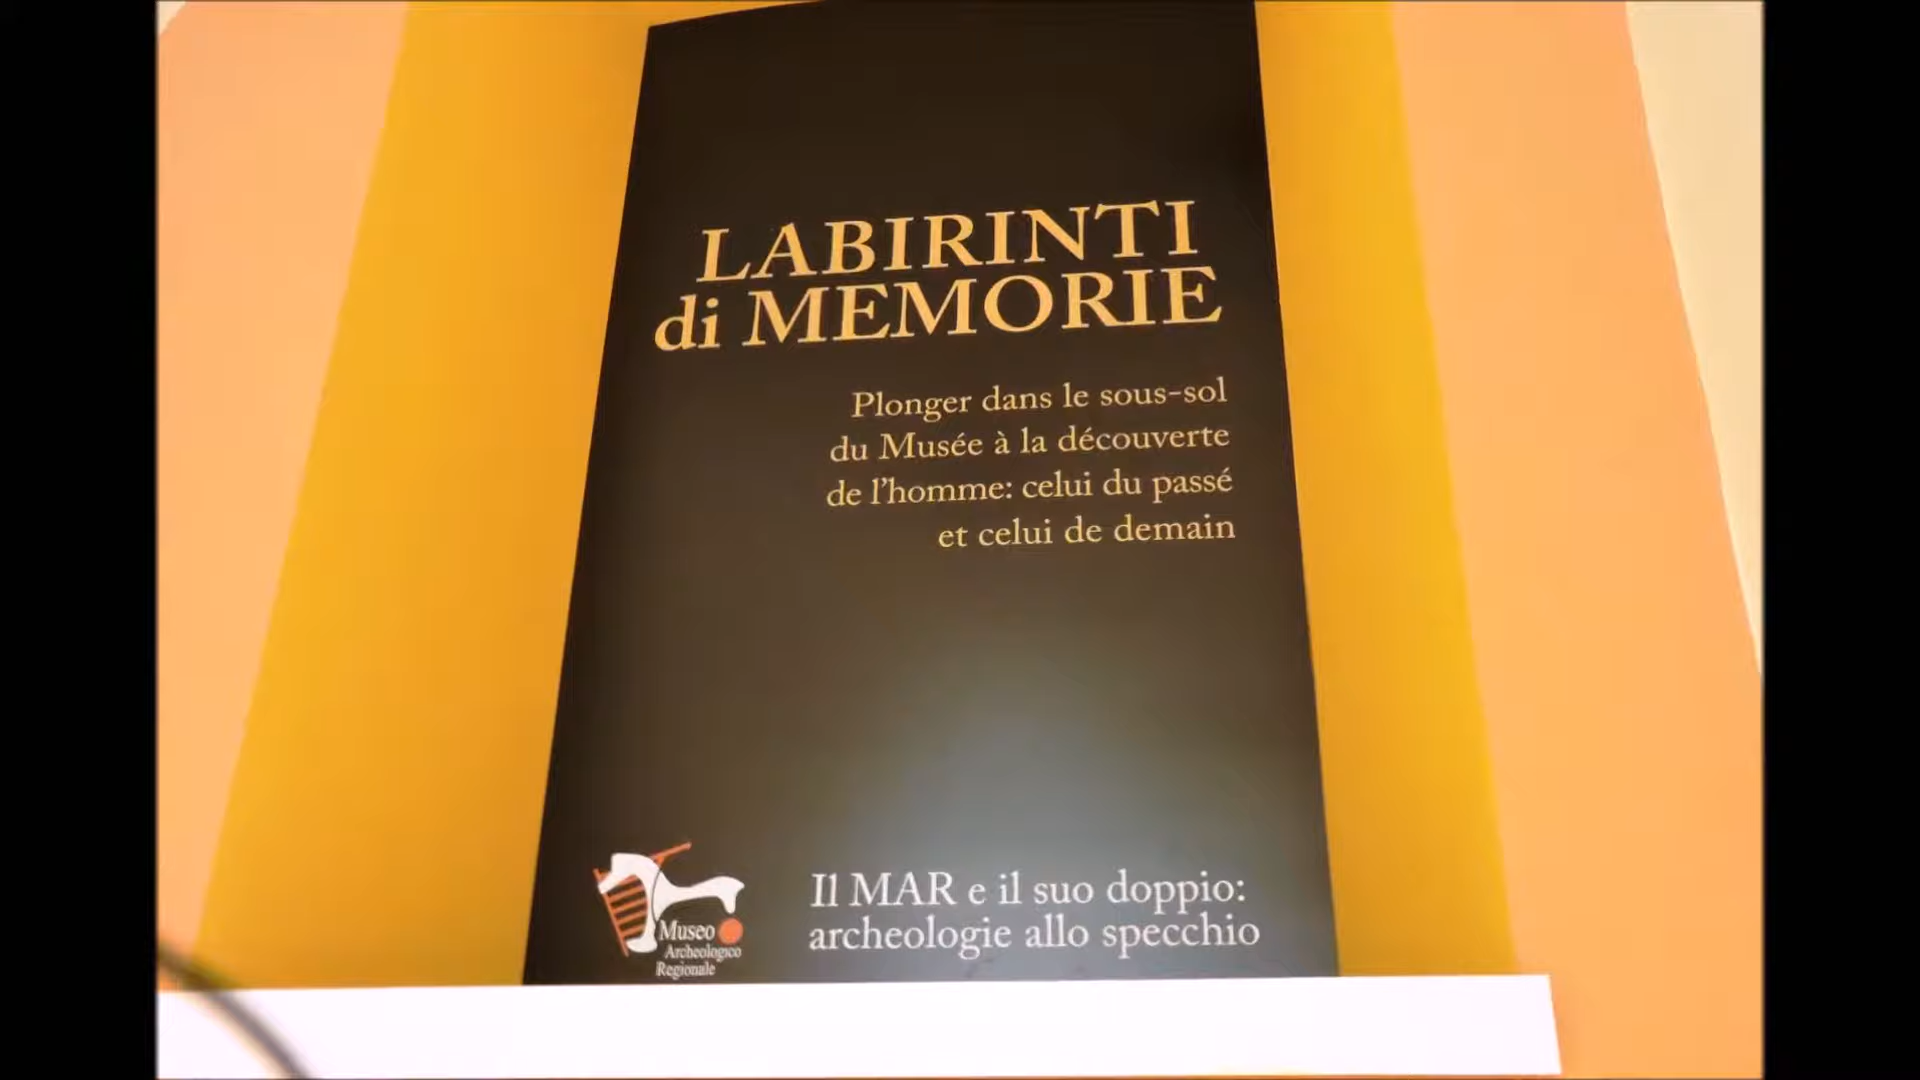 LABIRINTI
di MEMORIE
Plonger dans le sous-sol
du Musée à la découverte
de l'homme: celui du passé
et celui de demain
Museo
Archeologico
Regionale
Il MAR e il suo doppio:
archeologie allo specchio